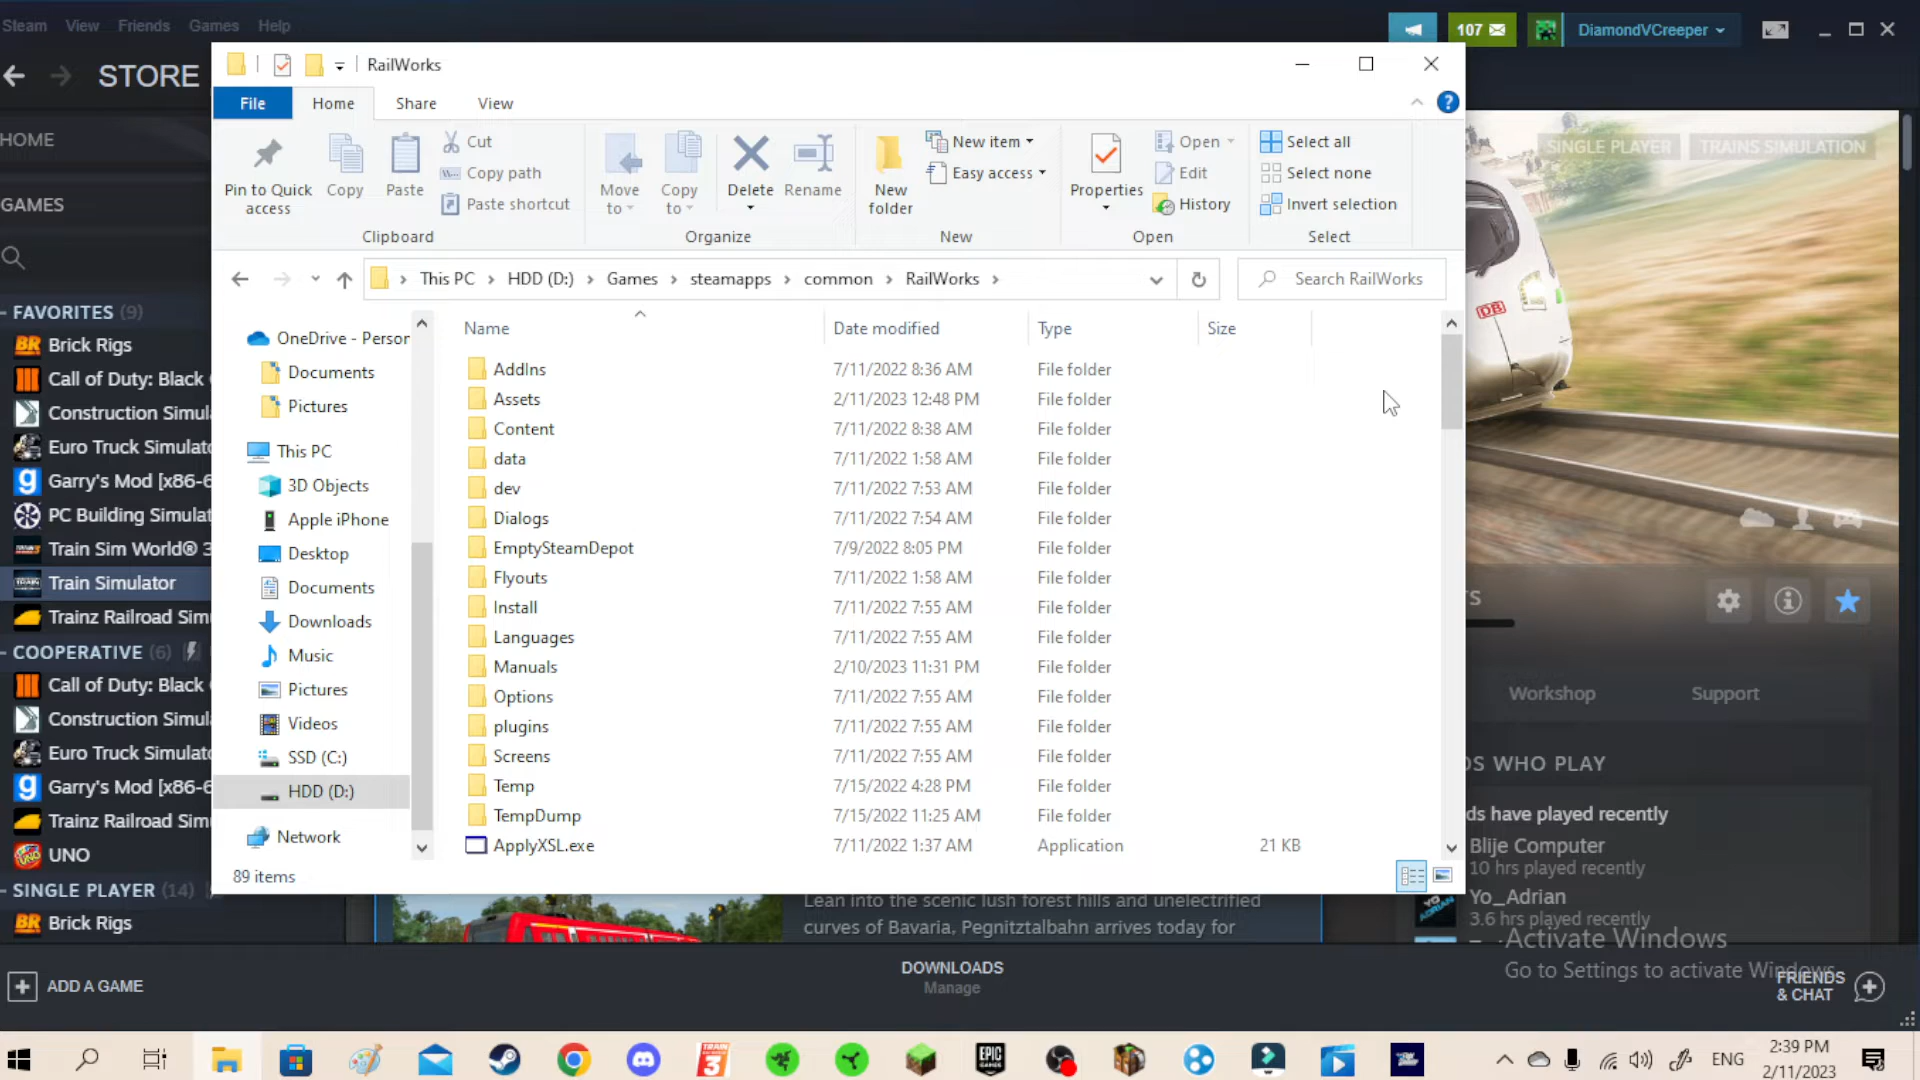 Steam View Friends Games Help
107
DiamondVCreeper
STORE
RailWorks
File Home Share View
Pin to Quick access
Copy
Paste
Cut
Copy path
Paste shortcut
Clipboard
Move to
Copy to
Delete
Rename
Organize
New folder
New item
Easy access
New
Properties
Open
Edit
History
Open
Select all
Select none
Invert selection
Select
SINGLE PLAYER TRAINS SIMULATION
HOME
GAMES
This PC HDD (D:) Games steamapps common RailWorks
Search RailWorks
FAVORITES (9)
Brick Rigs
Call of Duty: Black
Construction Simul
Euro Truck Simulato
Garry's Mod [x86-6
PC Building Simulat
Train Sim World® 3
Train Simulator
Trainz Railroad Sim
COOPERATIVE (6)
Call of Duty: Black
Construction Simul
Euro Truck Simulato
Garry's Mod [x86-6
Trainz Railroad Sim
UNO
SINGLE PLAYER (14)
Brick Rigs
OneDrive - Person
Documents
Pictures
This PC
3D Objects
Apple iPhone
Desktop
Documents
Downloads
Music
Pictures
Videos
SSD (C:)
HDD (D:)
Network
Name Date modified Type Size
AddIns 7/11/2022 8:36 AM File folder
Assets 2/11/2023 12:48 PM File folder
Content 7/11/2022 8:38 AM File folder
data 7/11/2022 1:58 AM File folder
dev 7/11/2022 7:53 AM File folder
Dialogs 7/11/2022 7:54 AM File folder
EmptySteamDepot 7/9/2022 8:05 PM File folder
Flyouts 7/11/2022 1:58 AM File folder
Install 7/11/2022 7:55 AM File folder
Languages 7/11/2022 7:55 AM File folder
Manuals 2/10/2023 11:31 PM File folder
Options 7/11/2022 7:55 AM File folder
plugins 7/11/2022 7:55 AM File folder
Screens 7/11/2022 7:55 AM File folder
Temp 7/15/2022 4:28 PM File folder
TempDump 7/15/2022 11:25 AM File folder
ApplyXSL.exe 7/11/2022 1:37 AM Application 21 KB
89 items
DB
TS
Workshop Support
DS WHO PLAY
ds have played recently
Blije Computer
10 hrs played recently
Yo_Adrian
3.6 hrs played recently
Lean into the scenic lush forest hills and unelectrified
curves of Bavaria, Pegnitztalbahn arrives today for
Activate Windows
Go to Settings to activate Windows.
ADD A GAME
DOWNLOADS
Manage
FRIENDS
& CHAT
TRAIN
3
EPIC
GAMES
ENG
2:39 PM
2/11/2023